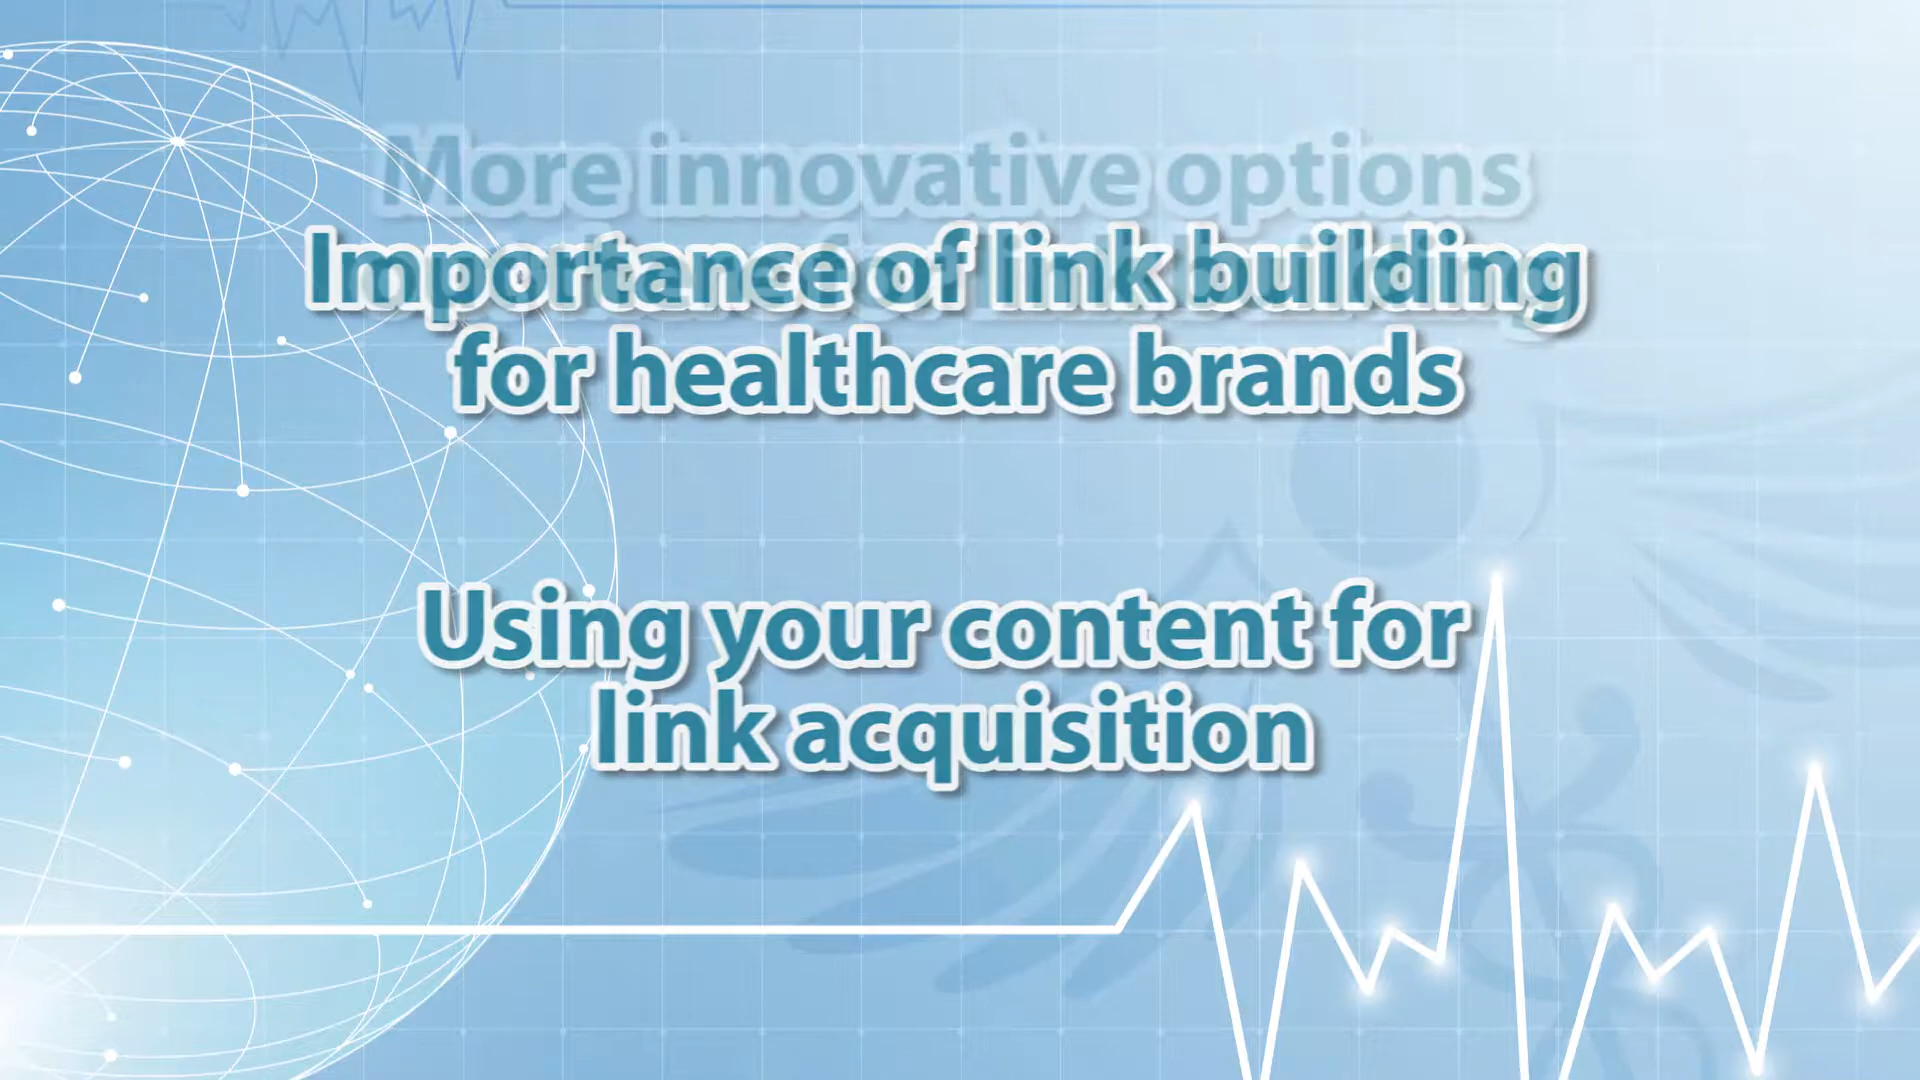 More innovative options
Importance of link building
for healthcare brands
Using your content for
link acquisition